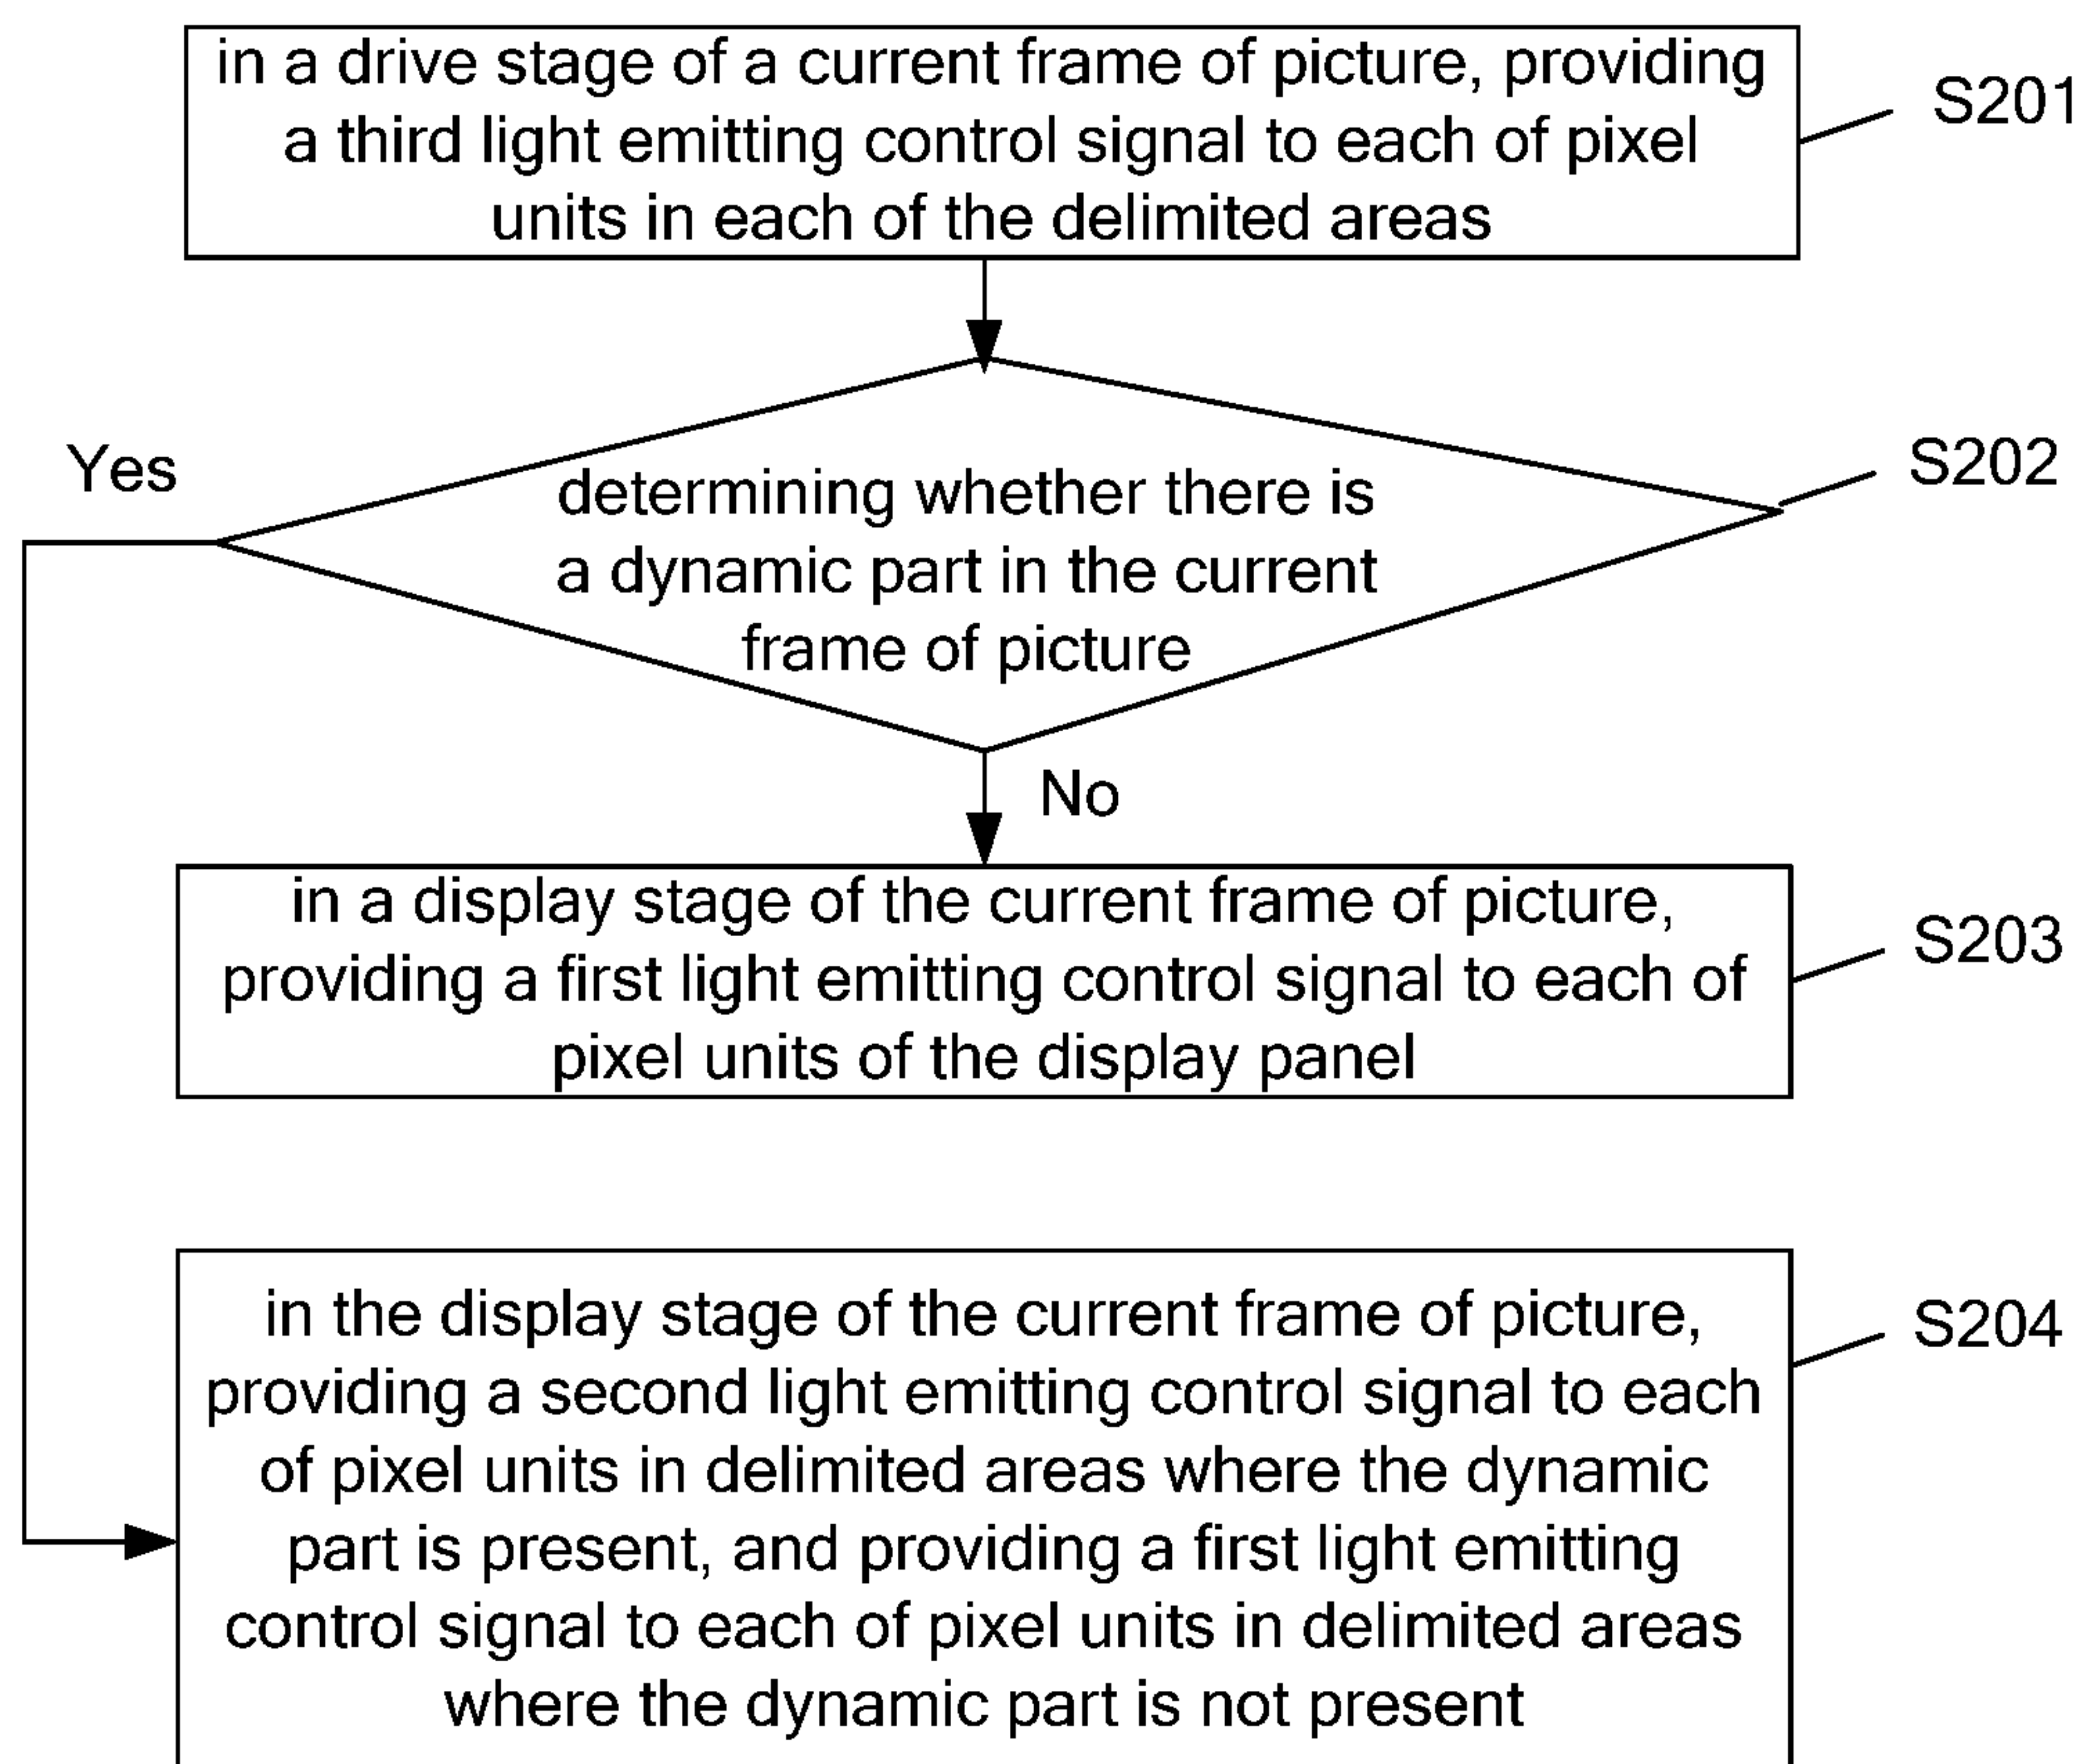 in a drive stage of a current frame of picture, providing
a third light emitting control signal to each of pixel
units in each of the delimited areas
S201
Yes
determining whether there is
a dynamic part in the current
frame of picture
S202
No
in a display stage of the current frame of picture,
providing a first light emitting control signal to each of
pixel units of the display panel
S203
in the display stage of the current frame of picture,
providing a second light emitting control signal to each
of pixel units in delimited areas where the dynamic
part is present, and providing a first light emitting
control signal to each of pixel units in delimited areas
where the dynamic part is not present
S204